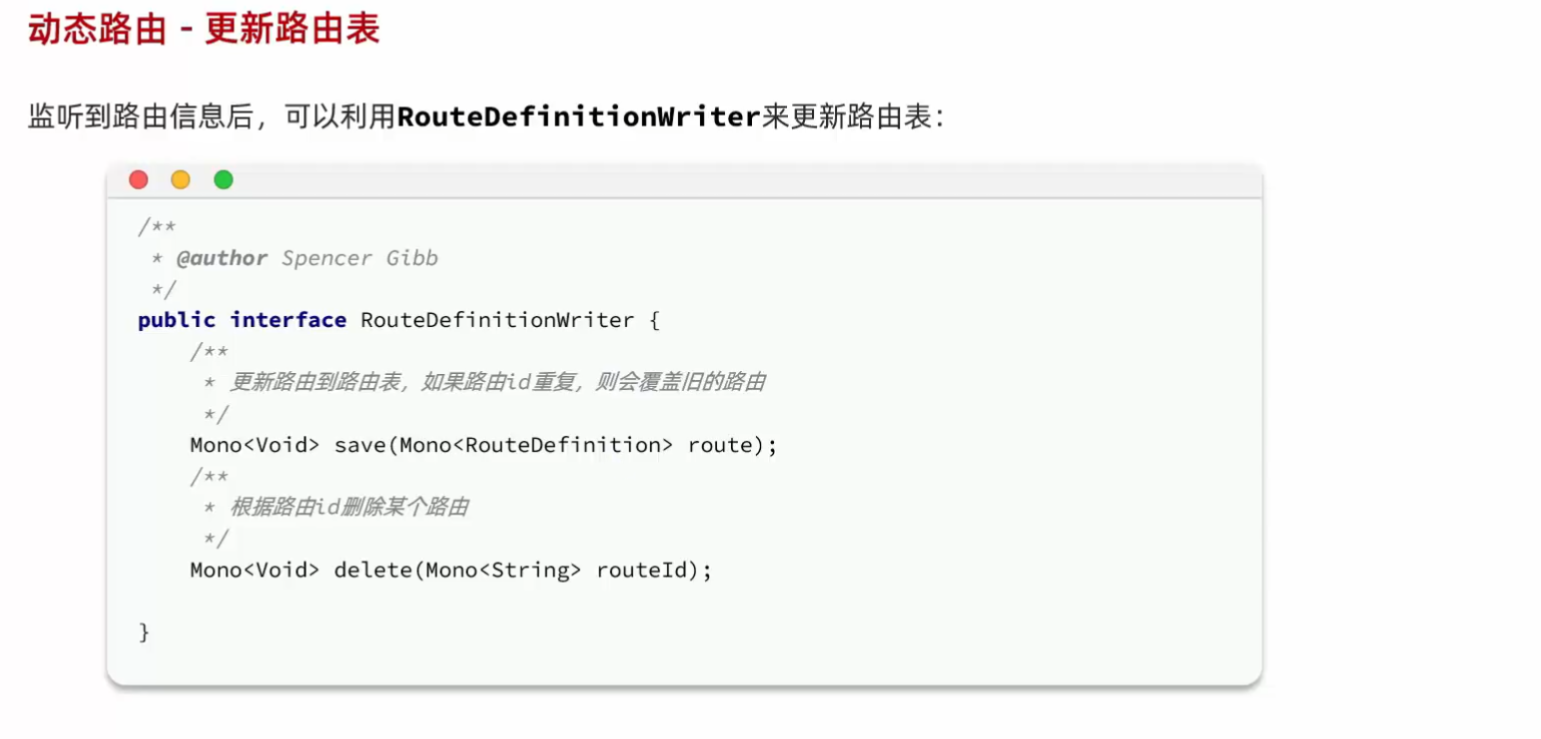 动态路由 - 更新路由表
监听到路由信息后，可以利用RouteDefinitionWriter来更新路由表：
/**
 * @author Spencer Gibb
 */
public interface RouteDefinitionWriter {
    /**
     * 更新路由到路由表，如果路由id重复，则会覆盖旧的路由
     */
    Mono<Void> save(Mono<RouteDefinition> route);
    /**
     * 根据路由id删除某个路由
     */
    Mono<Void> delete(Mono<String> routeId);
}